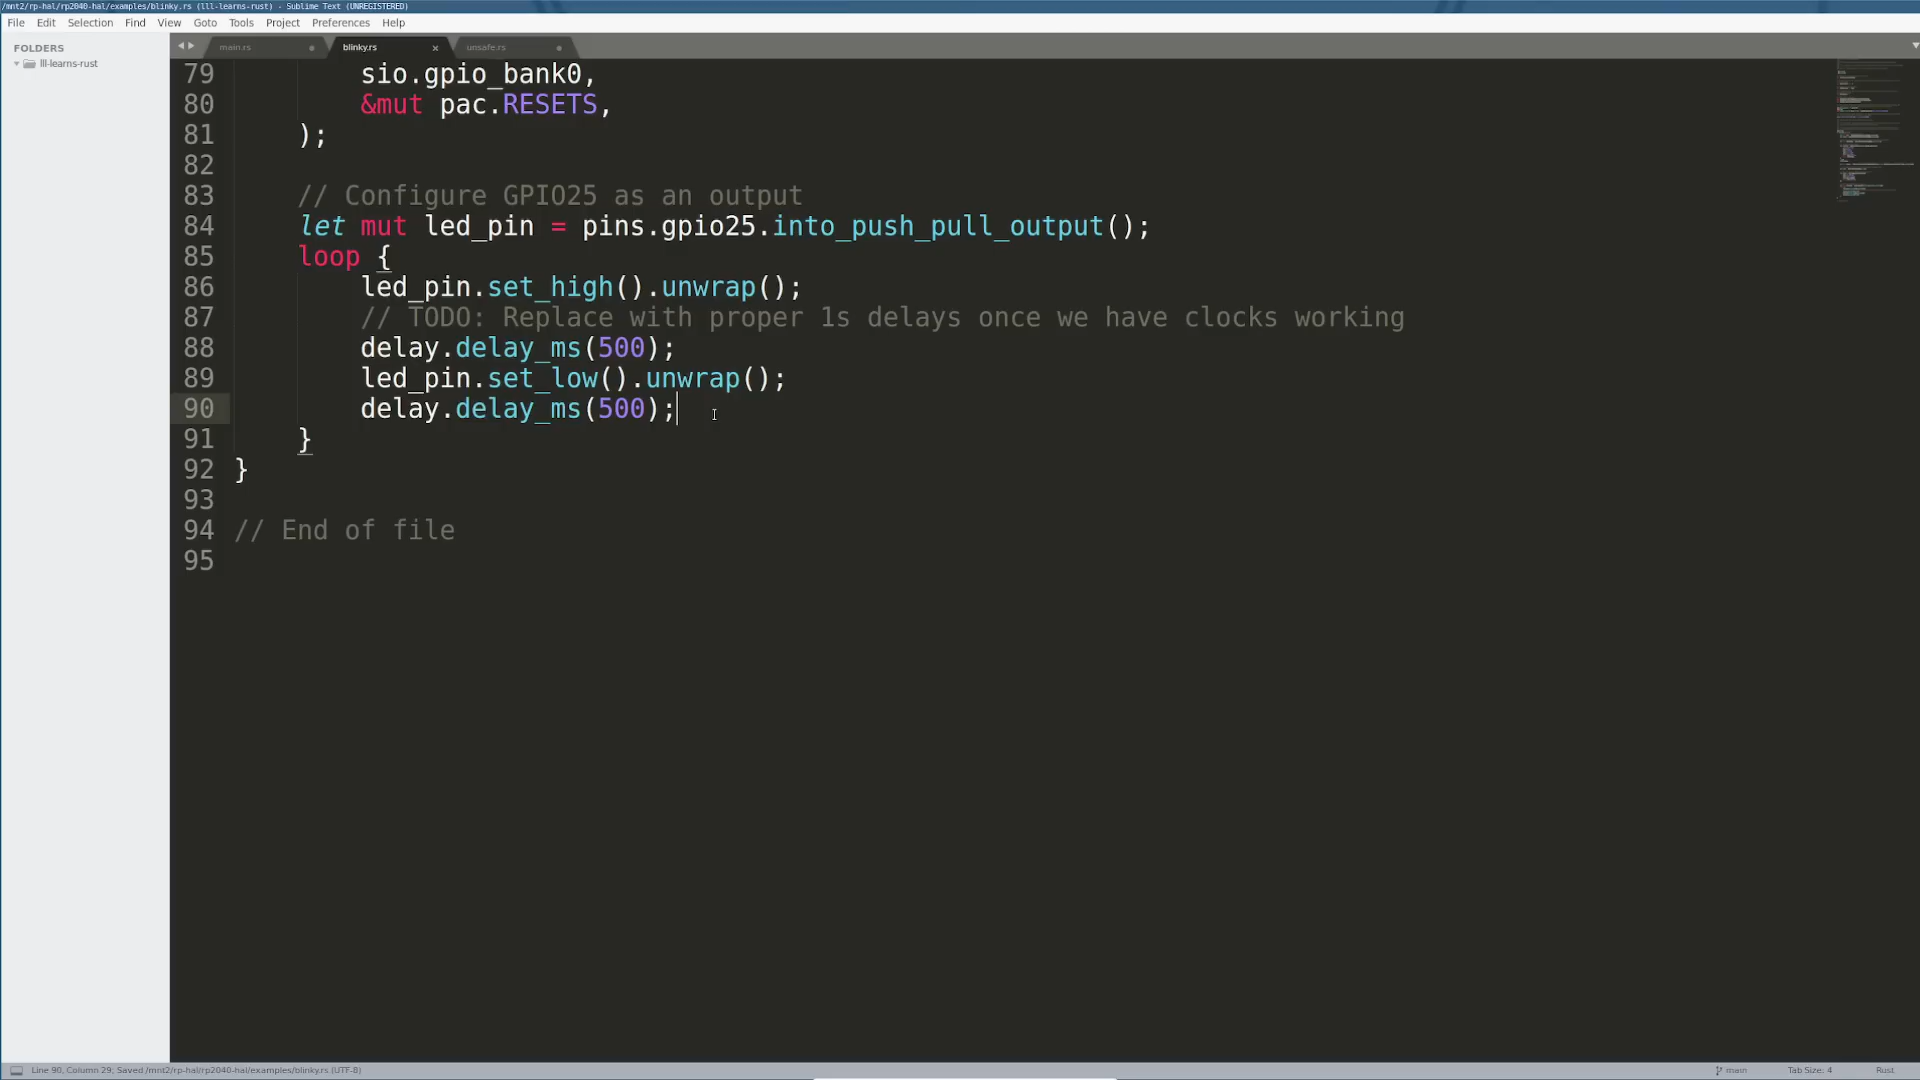 /mnt2/rp-hal/rp2040-hal/examples/blinky.rs (lll-learns-rust) - Sublime Text (UNREGISTERED)
File Edit Selection Find View Goto Tools Project Preferences Help
FOLDERS
lll-learns-rust
main.rs blinky.rs unsafe.rs
79 sio.gpio_bank0,
80 &mut pac.RESETS,
81 );
82
83 // Configure GPIO25 as an output
84 let mut led_pin = pins.gpio25.into_push_pull_output();
85 loop {
86 led_pin.set_high().unwrap();
87 // TODO: Replace with proper 1s delays once we have clocks working
88 delay.delay_ms(500);
89 led_pin.set_low().unwrap();
90 delay.delay_ms(500);
91 }
92 }
93
94 // End of file
95
Line 90, Column 29; Saved /mnt2/rp-hal/rp2040-hal/examples/blinky.rs (UTF-8) main Tab Size: 4 Rust